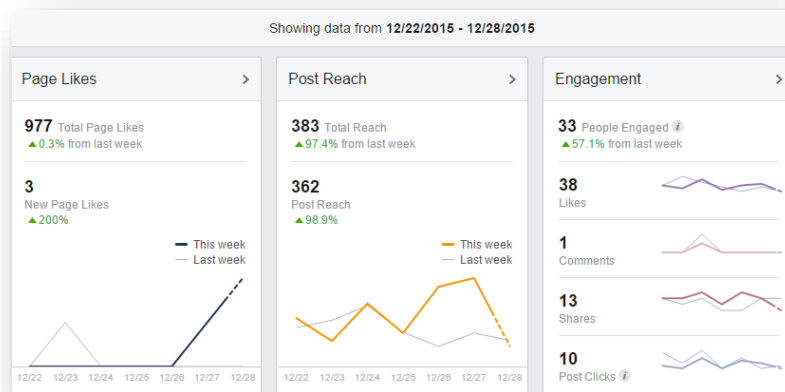 Showing data from 12/22/2015 - 12/28/2015
Page Likes
977 Total Page Likes
0.3% from last week
3
New Page Likes
200%
This week
Last week
12/22 12/23 12/24 12/25 12/26 12/27 12/28
Post Reach
383 Total Reach
97.4% from last week
362
Post Reach
98.9%
This week
Last week
12/22 12/23 12/24 12/25 12/26 12/27 12/28
Engagement
33 People Engaged i
57.1% from last week
38
Likes
1
Comments
13
Shares
10
Post Clicks i